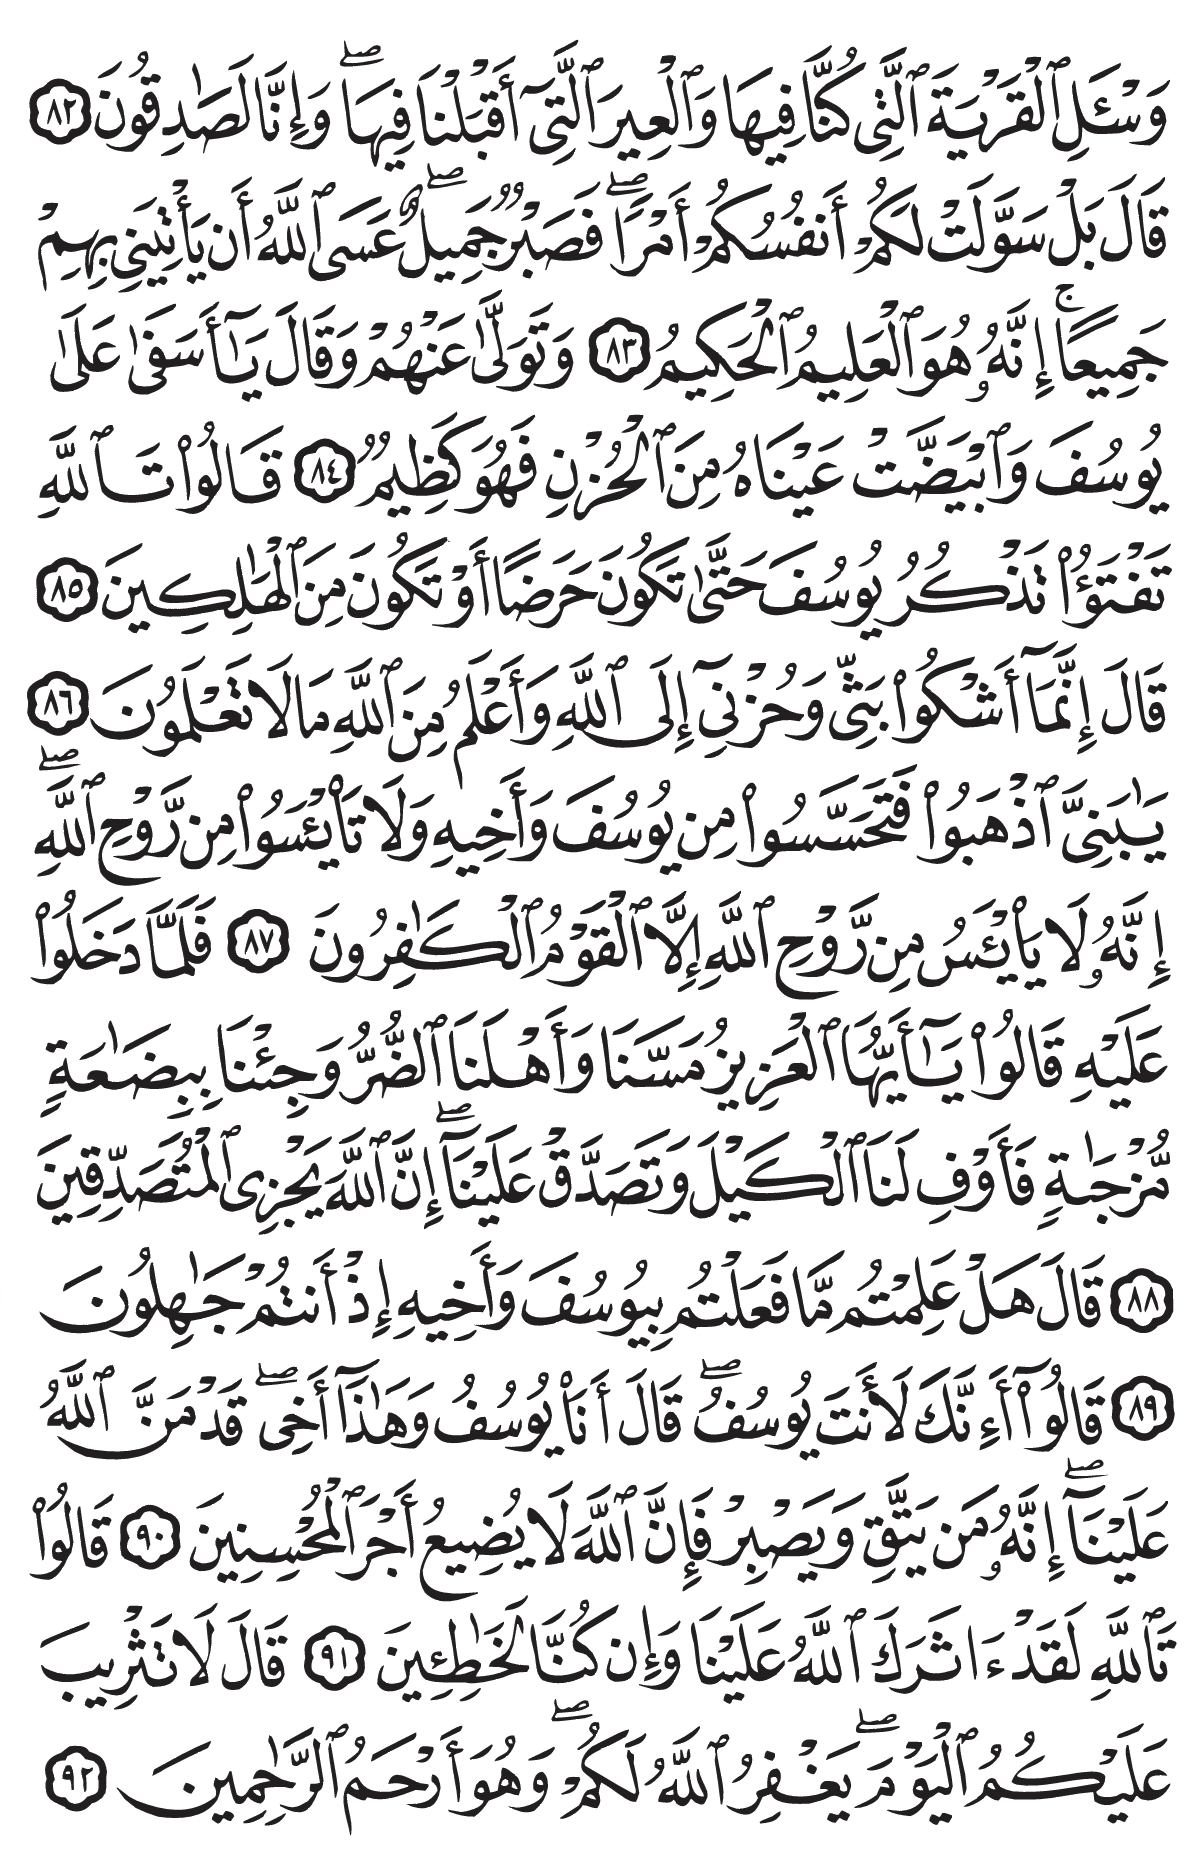 وَسْـَٔلِ ٱلْقَرْيَةَ ٱلَّتِى كُنَّا فِيهَا وَٱلْعِيرَ ٱلَّتِىٓ أَقْبَلْنَا فِيهَا ۖ وَإِنَّا لَصَٰدِقُونَ ٨٢
قَالَ بَلْ سَوَّلَتْ لَكُمْ أَنفُسُكُمْ أَمْرًا ۖ فَصَبْرٌ جَمِيلٌ ۖ عَسَى ٱللَّهُ أَن يَأْتِيَنِى بِهِمْ
جَمِيعًا ۚ إِنَّهُۥ هُوَ ٱلْعَلِيمُ ٱلْحَكِيمُ ٨٣ وَتَوَلَّىٰ عَنْهُمْ وَقَالَ يَـٰٓأَسَفَىٰ عَلَىٰ
يُوسُفَ وَٱبْيَضَّتْ عَيْنَاهُ مِنَ ٱلْحُزْنِ فَهُوَ كَظِيمٌ ٨٤ قَالُوا۟ تَٱللَّهِ
تَفْتَؤُا۟ تَذْكُرُ يُوسُفَ حَتَّىٰ تَكُونَ حَرَضًا أَوْ تَكُونَ مِنَ ٱلْهَٰلِكِينَ ٨٥
قَالَ إِنَّمَآ أَشْكُوا۟ بَثِّى وَحُزْنِىٓ إِلَى ٱللَّهِ وَأَعْلَمُ مِنَ ٱللَّهِ مَا لَا تَعْلَمُونَ ٨٦
يَٰبَنِىَّ ٱذْهَبُوا۟ فَتَحَسَّسُوا۟ مِن يُوسُفَ وَأَخِيهِ وَلَا تَا۟يْـَٔسُوا۟ مِن رَّوْحِ ٱللَّهِ ۖ
إِنَّهُۥ لَا يَا۟يْـَٔسُ مِن رَّوْحِ ٱللَّهِ إِلَّا ٱلْقَوْمُ ٱلْكَٰفِرُونَ ٨٧ فَلَمَّا دَخَلُوا۟
عَلَيْهِ قَالُوا۟ يَـٰٓأَيُّهَا ٱلْعَزِيزُ مَسَّنَا وَأَهْلَنَا ٱلضُّرُّ وَجِئْنَا بِبِضَٰعَةٍ
مُّزْجَىٰةٍ فَأَوْفِ لَنَا ٱلْكَيْلَ وَتَصَدَّقْ عَلَيْنَآ ۖ إِنَّ ٱللَّهَ يَجْزِى ٱلْمُتَصَدِّقِينَ
٨٨ قَالَ هَلْ عَلِمْتُم مَّا فَعَلْتُم بِيُوسُفَ وَأَخِيهِ إِذْ أَنتُمْ جَٰهِلُونَ
٨٩ قَالُوٓا۟ أَءِنَّكَ لَأَنتَ يُوسُفُ ۖ قَالَ أَنَا۠ يُوسُفُ وَهَٰذَآ أَخِى ۖ قَدْ مَنَّ ٱللَّهُ
عَلَيْنَآ ۖ إِنَّهُۥ مَن يَتَّقِ وَيَصْبِرْ فَإِنَّ ٱللَّهَ لَا يُضِيعُ أَجْرَ ٱلْمُحْسِنِينَ ٩٠ قَالُوا۟
تَٱللَّهِ لَقَدْ ءَاثَرَكَ ٱللَّهُ عَلَيْنَا وَإِن كُنَّا لَخَٰطِـِٔينَ ٩١ قَالَ لَا تَثْرِيبَ
عَلَيْكُمُ ٱلْيَوْمَ ۖ يَغْفِرُ ٱللَّهُ لَكُمْ ۖ وَهُوَ أَرْحَمُ ٱلرَّٰحِمِينَ ٩٢